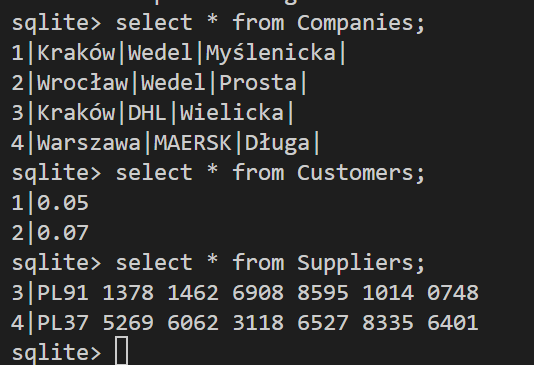 sqlite> select * from Companies;
1|Kraków|Wedel|Myślenicka|
2|Wrocław|Wedel|Prosta|
3|Kraków|DHL|Wielicka|
4|Warszawa|MAERSK|Długa|
sqlite> select * from Customers;
1|0.05
2|0.07
sqlite> select * from Suppliers;
3|PL91 1378 1462 6908 8595 1014 0748
4|PL37 5269 6062 3118 6527 8335 6401
sqlite>